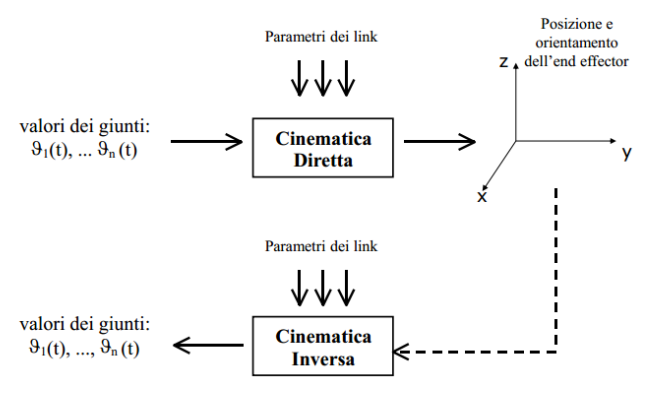 Parametri dei link
Posizione e
orientamento
dell'end effector
z
valori dei giunti:
ϑ₁(t), ... ϑₙ (t)
Cinematica
Diretta
y
x
Parametri dei link
valori dei giunti:
ϑ₁(t), ..., ϑₙ (t)
Cinematica
Inversa